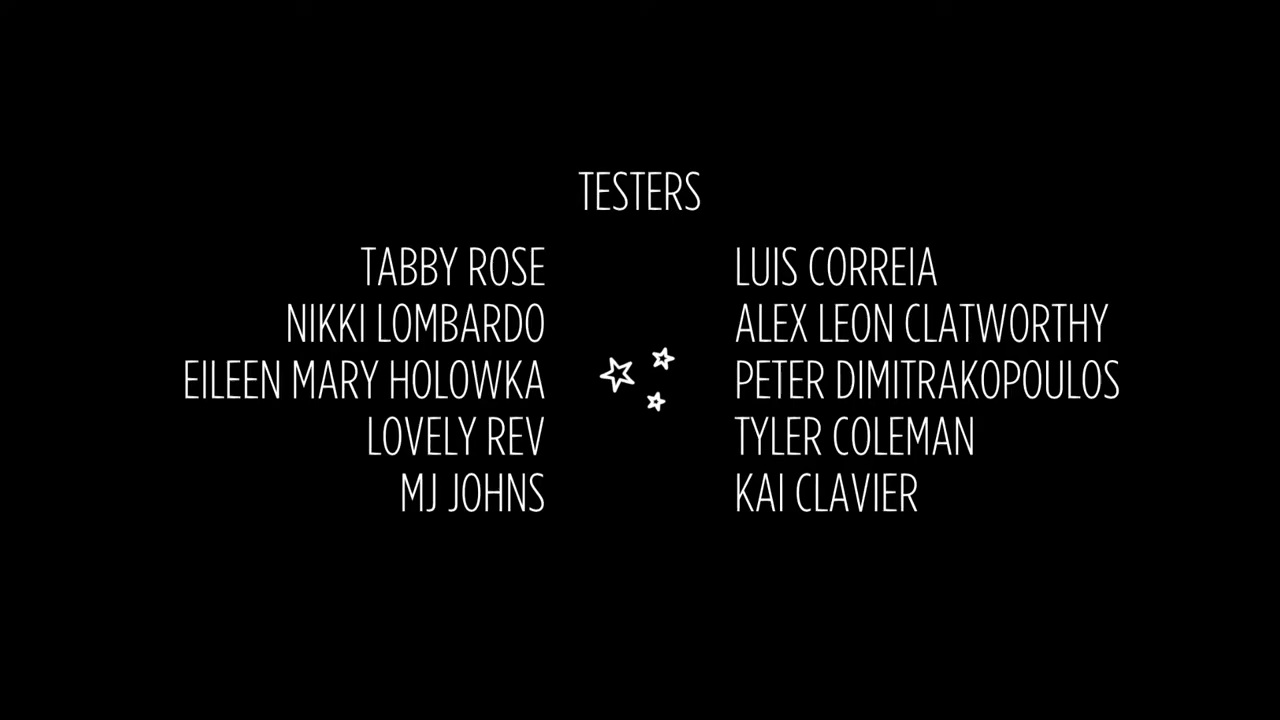 TESTERS
TABBY ROSE
NIKKI LOMBARDO
EILEEN MARY HOLOWKA
LOVELY REV
MJ JOHNS
LUIS CORREIA
ALEX LEON CLATWORTHY
PETER DIMITRAKOPOULOS
TYLER COLEMAN
KAI CLAVIER